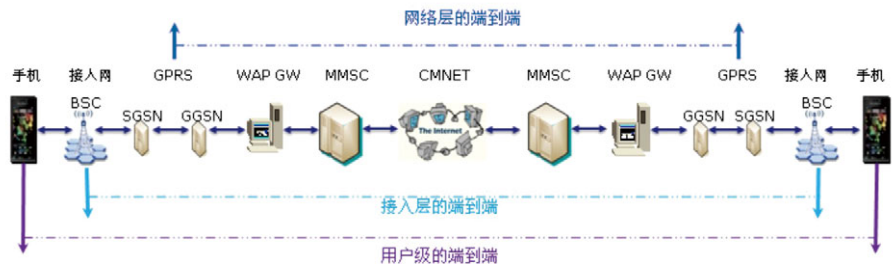 网络层的端到端
手机 接入网 GPRS WAP GW MMSC CMNET MMSC WAP GW GPRS 接入网 手机
BSC SGSN GGSN The Internet GGSN SGSN BSC
接入层的端到端
用户级的端到端